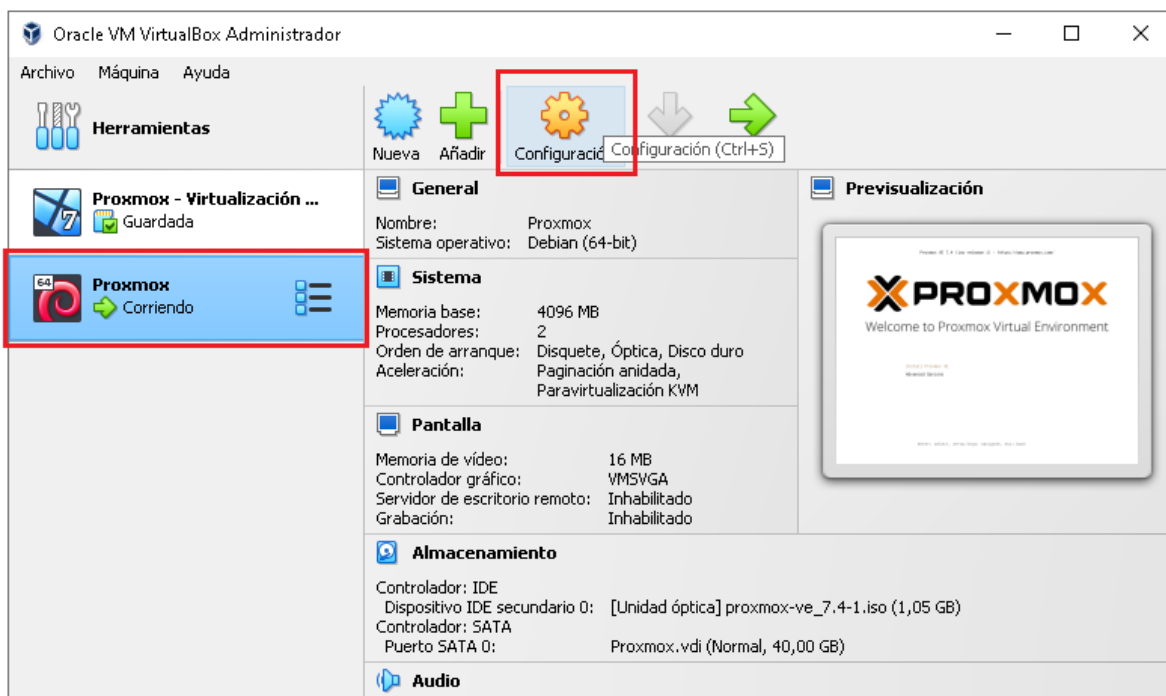 Oracle VM VirtualBox Administrador
Archivo Máquina Ayuda
Herramientas
Nueva Añadir Configuració
Configuración (Ctrl+S)
Proxmox - Virtualización ...
Guardada
64
Proxmox
Corriendo
General
Nombre: Proxmox
Sistema operativo: Debian (64-bit)
Sistema
Memoria base: 4096 MB
Procesadores: 2
Orden de arranque: Disquete, Óptica, Disco duro
Aceleración: Paginación anidada,
Paravirtualización KVM
Pantalla
Memoria de vídeo: 16 MB
Controlador gráfico: VMSVGA
Servidor de escritorio remoto: Inhabilitado
Grabación: Inhabilitado
Previsualización
PROXMOX
Welcome to Proxmox Virtual Environment
Almacenamiento
Controlador: IDE
Dispositivo IDE secundario 0: [Unidad óptica] proxmox-ve_7.4-1.iso (1,05 GB)
Controlador: SATA
Puerto SATA 0: Proxmox.vdi (Normal, 40,00 GB)
Audio